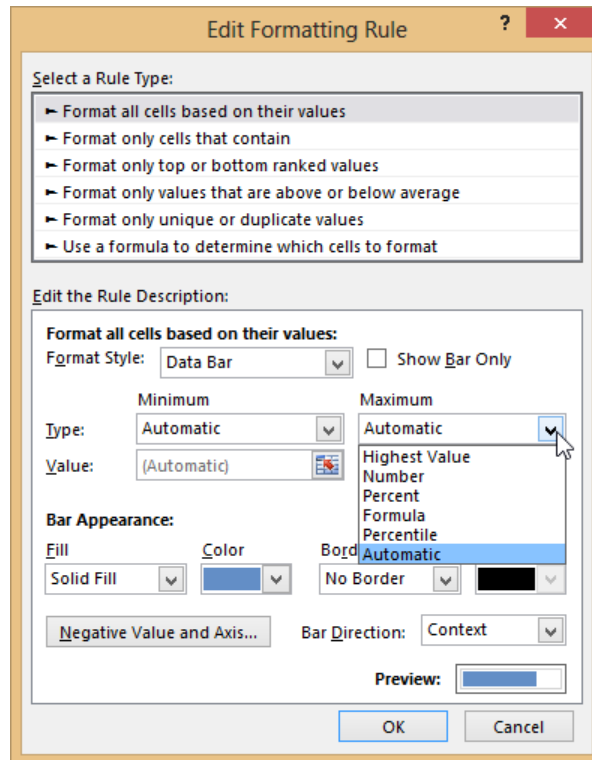 Edit Formatting Rule ? ×
Select a Rule Type:
► Format all cells based on their values
► Format only cells that contain
► Format only top or bottom ranked values
► Format only values that are above or below average
► Format only unique or duplicate values
► Use a formula to determine which cells to format
Edit the Rule Description:
Format all cells based on their values:
Format Style: Data Bar Show Bar Only
Minimum Maximum
Type: Automatic Automatic
Value: (Automatic)
Highest Value
Number
Percent
Formula
Percentile
Automatic
Bar Appearance:
Fill Color Bord
Solid Fill No Border
Negative Value and Axis... Bar Direction: Context
Preview:
OK Cancel